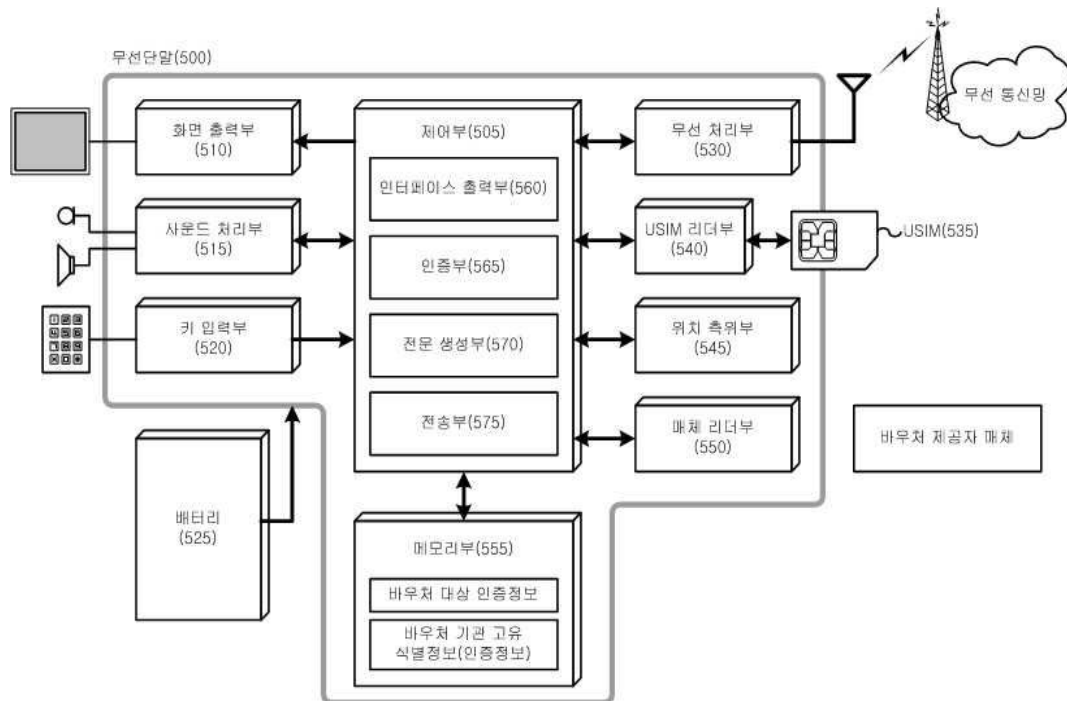 무선단말(500)
무선 통신망
화면 출력부
(510)
제어부(505)
무선 처리부
(530)
인터페이스 출력부(560)
사운드 처리부
(515)
USIM 리더부
(540)
USIM(535)
인증부(565)
키 입력부
(520)
전문 생성부(570)
위치 측위부
(545)
전송부(575)
매체 리더부
(550)
바우처 제공자 매체
배터리
(525)
메모리부(555)
바우처 대상 인증정보
바우처 기관 고유
식별정보(인증정보)